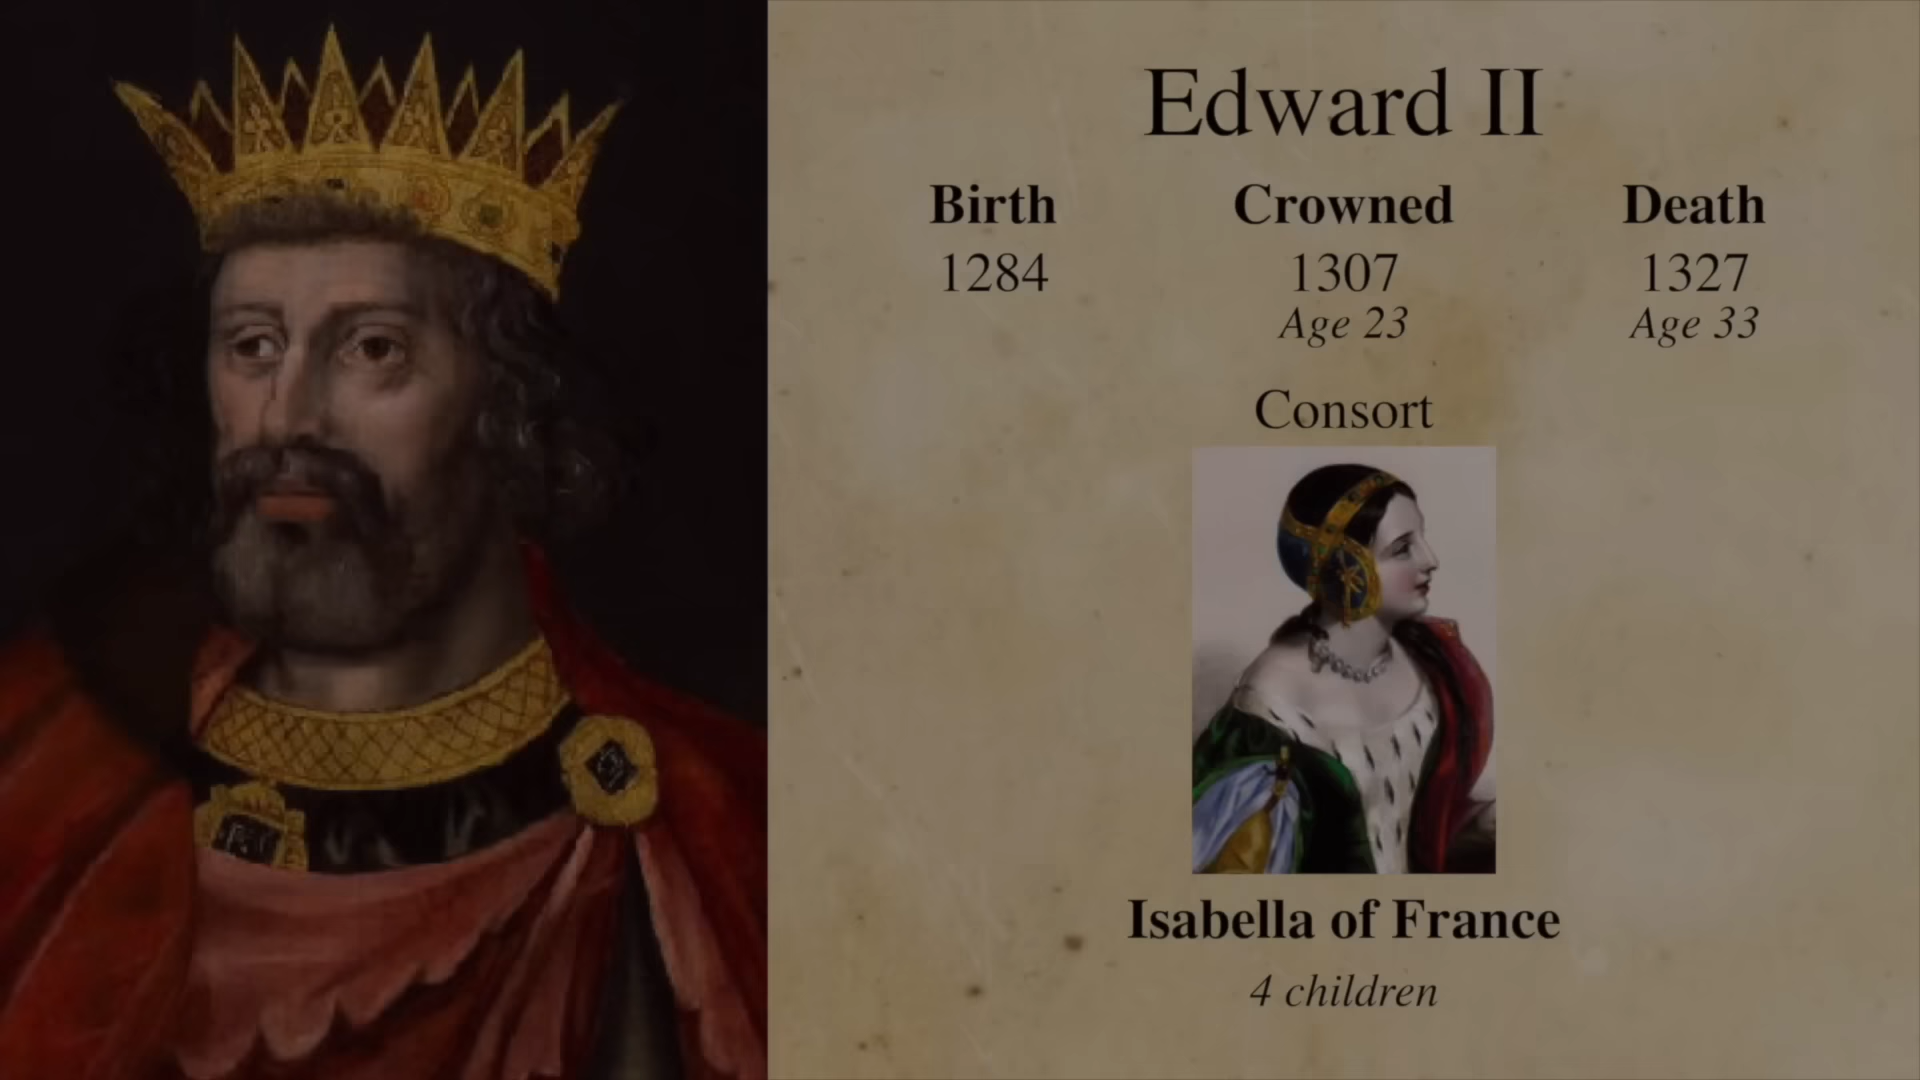 Edward II
Birth
Crowned
Death
1284
1307
1327
Age 23
Age 33
Consort
Isabella of France
4 children